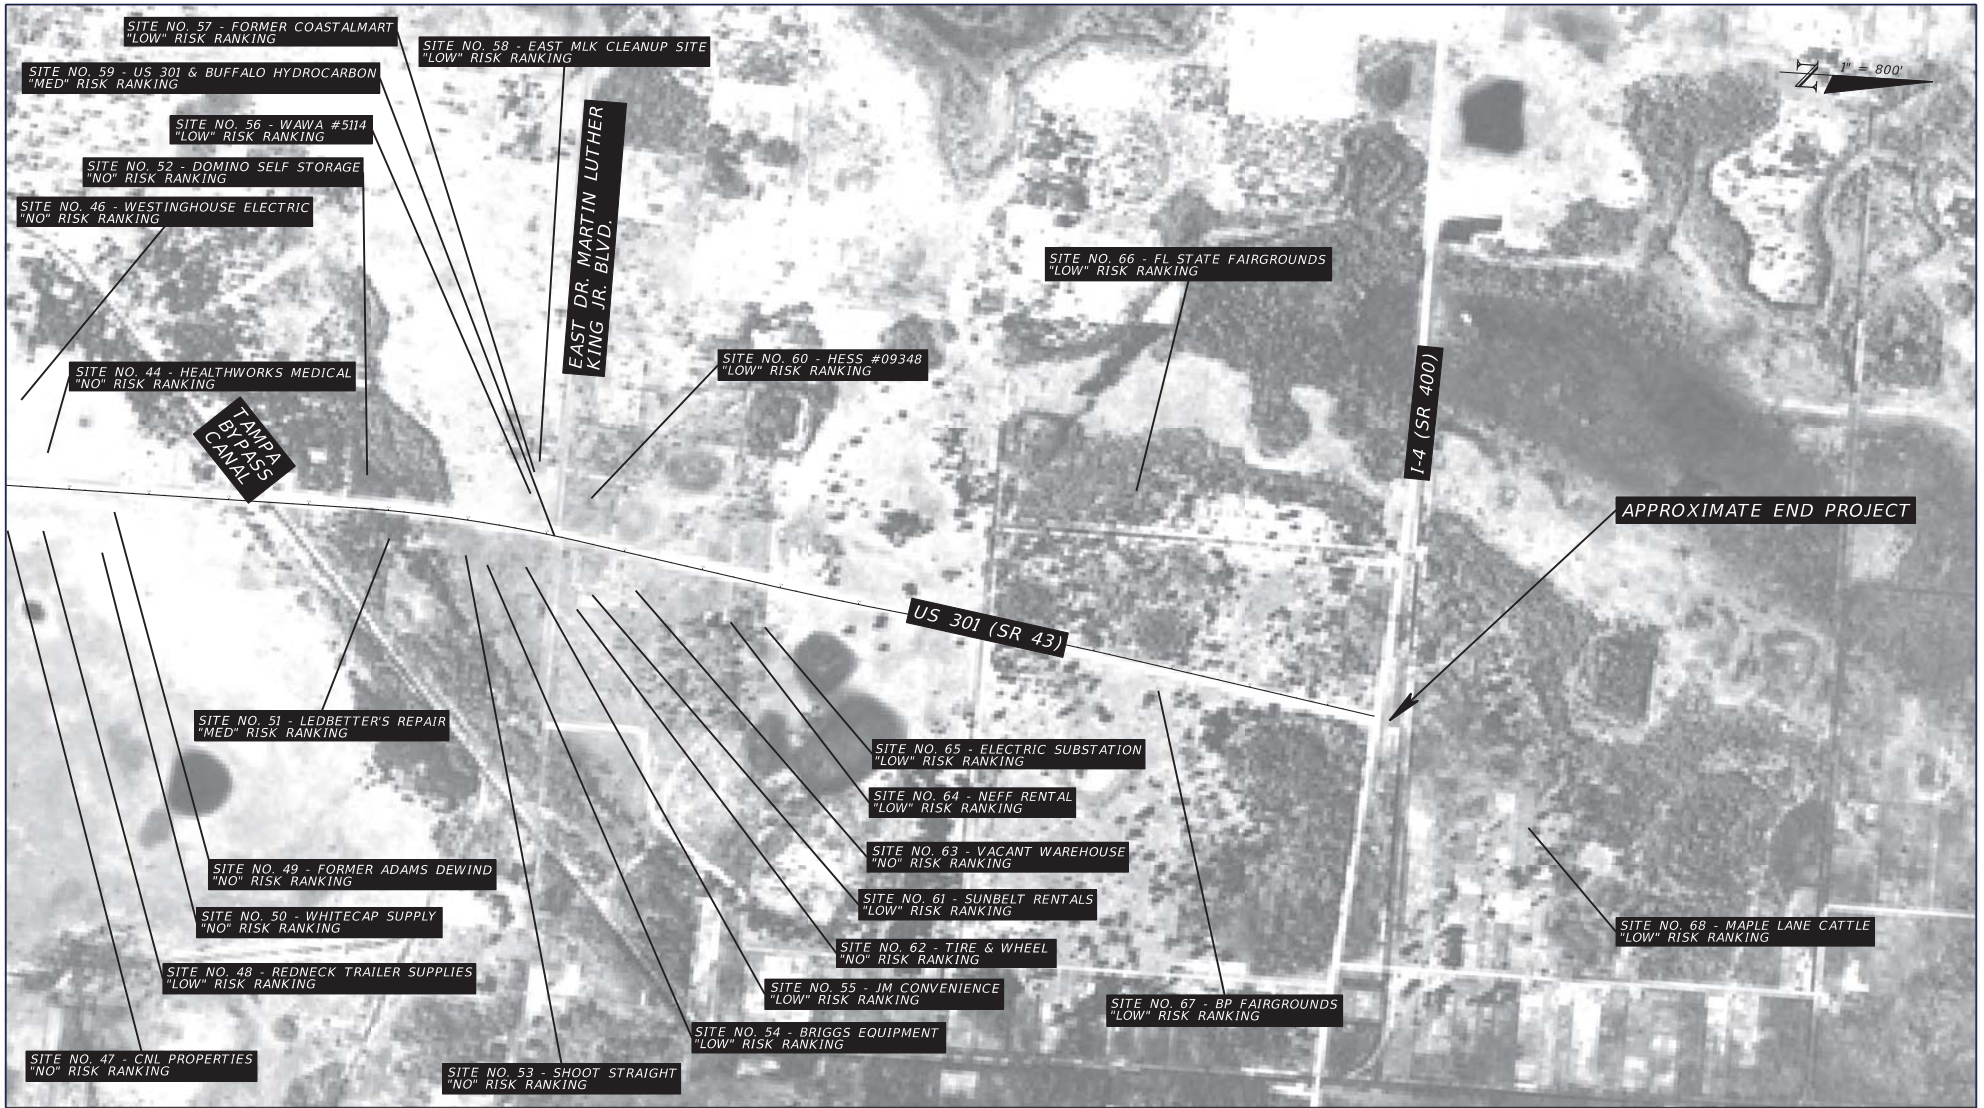 SITE NO. 57 - FORMER COASTALMART
"LOW" RISK RANKING
SITE NO. 58 - EAST MLK CLEANUP SITE
"LOW" RISK RANKING
SITE NO. 59 - US 301 & BUFFALO HYDROCARBON
"MED" RISK RANKING
1" = 800'
N
SITE NO. 56 - WAWA #5114
"LOW" RISK RANKING
SITE NO. 52 - DOMINO SELF STORAGE
"NO" RISK RANKING
SITE NO. 46 - WESTINGHOUSE ELECTRIC
"NO" RISK RANKING
EAST DR. MARTIN LUTHER
KING JR. BLVD.
SITE NO. 66 - FL STATE FAIRGROUNDS
"LOW" RISK RANKING
SITE NO. 60 - HESS #09348
"LOW" RISK RANKING
SITE NO. 44 - HEALTHWORKS MEDICAL
"NO" RISK RANKING
I-4 (SR 400)
TAMPA
BYPASS
CANAL
APPROXIMATE END PROJECT
US 301 (SR 43)
SITE NO. 51 - LEDBETTER'S REPAIR
"MED" RISK RANKING
SITE NO. 65 - ELECTRIC SUBSTATION
"LOW" RISK RANKING
SITE NO. 64 - NEFF RENTAL
"LOW" RISK RANKING
SITE NO. 63 - VACANT WAREHOUSE
"NO" RISK RANKING
SITE NO. 49 - FORMER ADAMS DEWIND
"NO" RISK RANKING
SITE NO. 61 - SUNBELT RENTALS
"LOW" RISK RANKING
SITE NO. 50 - WHITECAP SUPPLY
"NO" RISK RANKING
SITE NO. 68 - MAPLE LANE CATTLE
"LOW" RISK RANKING
SITE NO. 62 - TIRE & WHEEL
"NO" RISK RANKING
SITE NO. 48 - REDNECK TRAILER SUPPLIES
"LOW" RISK RANKING
SITE NO. 55 - JM CONVENIENCE
"LOW" RISK RANKING
SITE NO. 67 - BP FAIRGROUNDS
"LOW" RISK RANKING
SITE NO. 54 - BRIGGS EQUIPMENT
"LOW" RISK RANKING
SITE NO. 47 - CNL PROPERTIES
"NO" RISK RANKING
SITE NO. 53 - SHOOT STRAIGHT
"NO" RISK RANKING